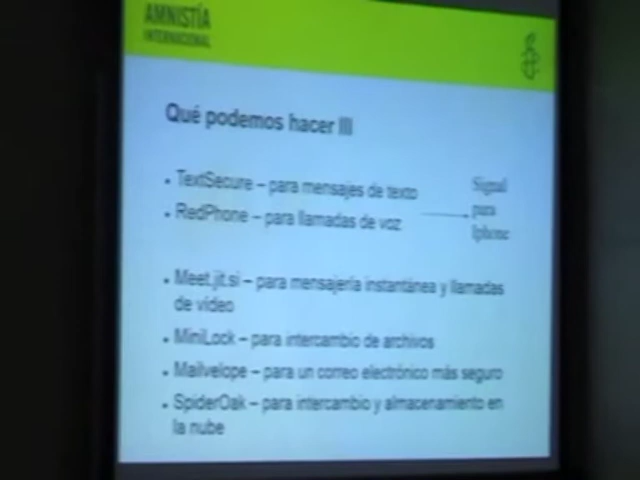 AMNISTÍA
INTERNACIONAL
Qué podemos hacer III
• TextSecure – para mensajes de texto
• RedPhone – para llamadas de voz
Signal
para
Iphone
• Meet.jit.si – para mensajería instantánea y llamadas
de vídeo
• MiniLock – para intercambio de archivos
• Mailvelope – para un correo electrónico más seguro
• SpiderOak – para intercambio y almacenamiento en
la nube